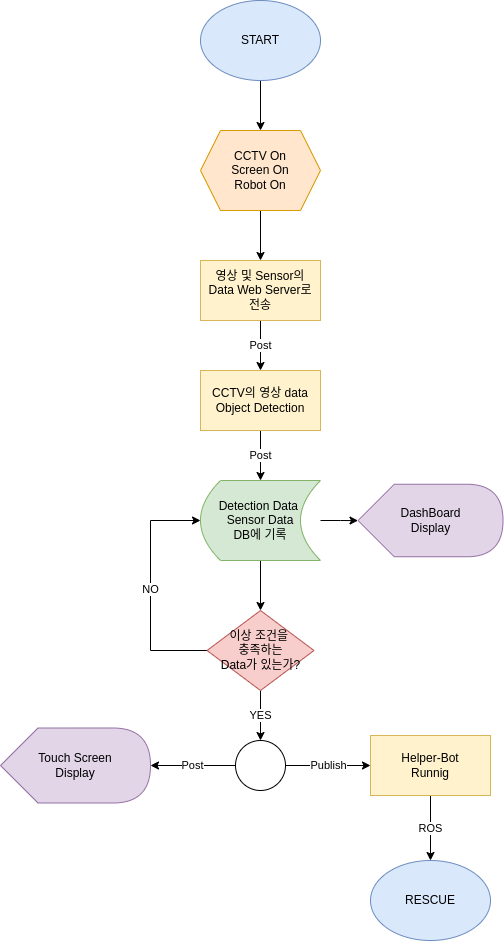 START
CCTV On
Screen On
Robot On
영상 및 Sensor의
Data Web Server로
전송
Post
CCTV의 영상 data
Object Detection
Post
Detection Data
Sensor Data
DB에 기록
DashBoard
Display
NO
이상 조건을
충족하는
Data가 있는가?
YES
Touch Screen
Display
Post
Publish
Helper-Bot
Runnig
ROS
RESCUE